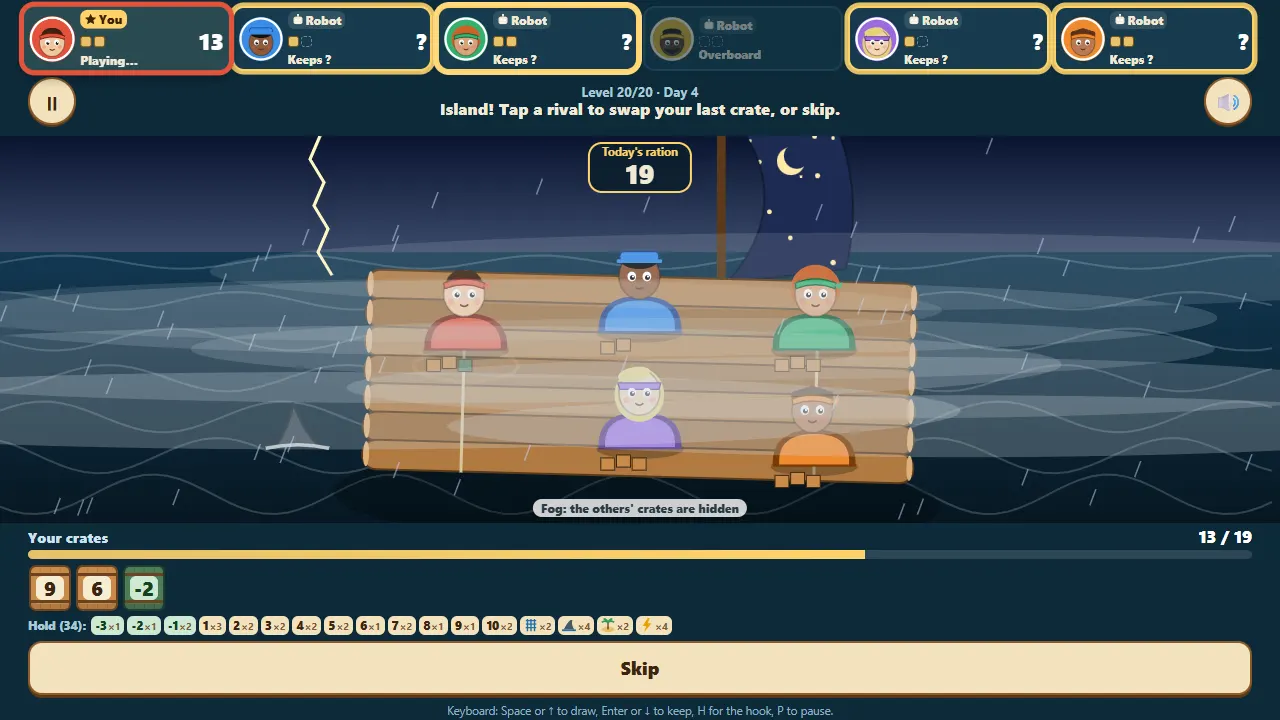 ★ You
13
Playing...
Robot
?
Keeps ?
Robot
?
Keeps ?
Robot
Overboard
Robot
?
Keeps ?
Robot
?
Keeps ?
Level 20/20 · Day 4
Island! Tap a rival to swap your last crate, or skip.
Today's ration
19
Fog: the others' crates are hidden
Your crates
13 / 19
9 6 -2
Hold (34): -3×1 -2×1 -1×2 1×3 2×2 3×2 4×2 5×2 6×1 7×2 8×1 9×1 10×2 ×2 ×4 ×2 ×4
Skip
Keyboard: Space or ↑ to draw, Enter or ↓ to keep, H for the hook, P to pause.